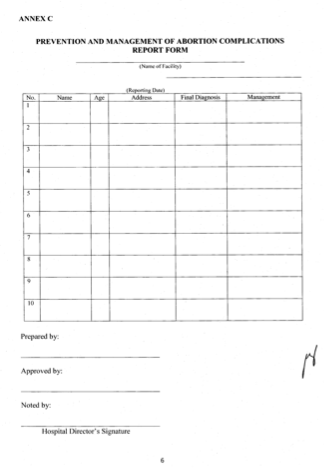 ANNEX C
PREVENTION AND MANAGEMENT OF ABORTION COMPLICATIONS
REPORT FORM
(Name of Facility)
(Reporting Date)
No. Name Age Address Final Diagnosis Management
1
2
3
4
5
6
7
8
9
10
Prepared by:
Approved by:
Noted by:
Hospital Director's Signature
6